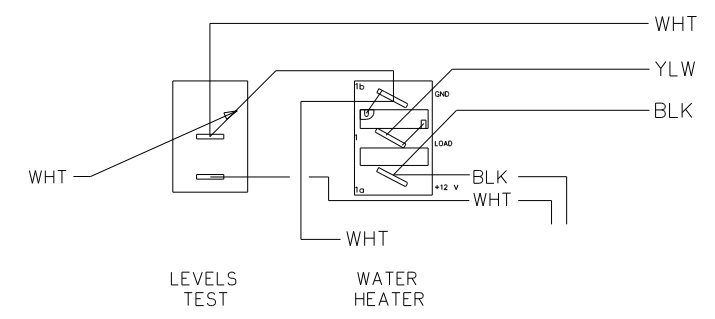 WHT
YLW
1b
GND
BLK
1
LOAD
WHT
BLK
1a
+12 V
WHT
WHT
LEVELS
TEST
WATER
HEATER